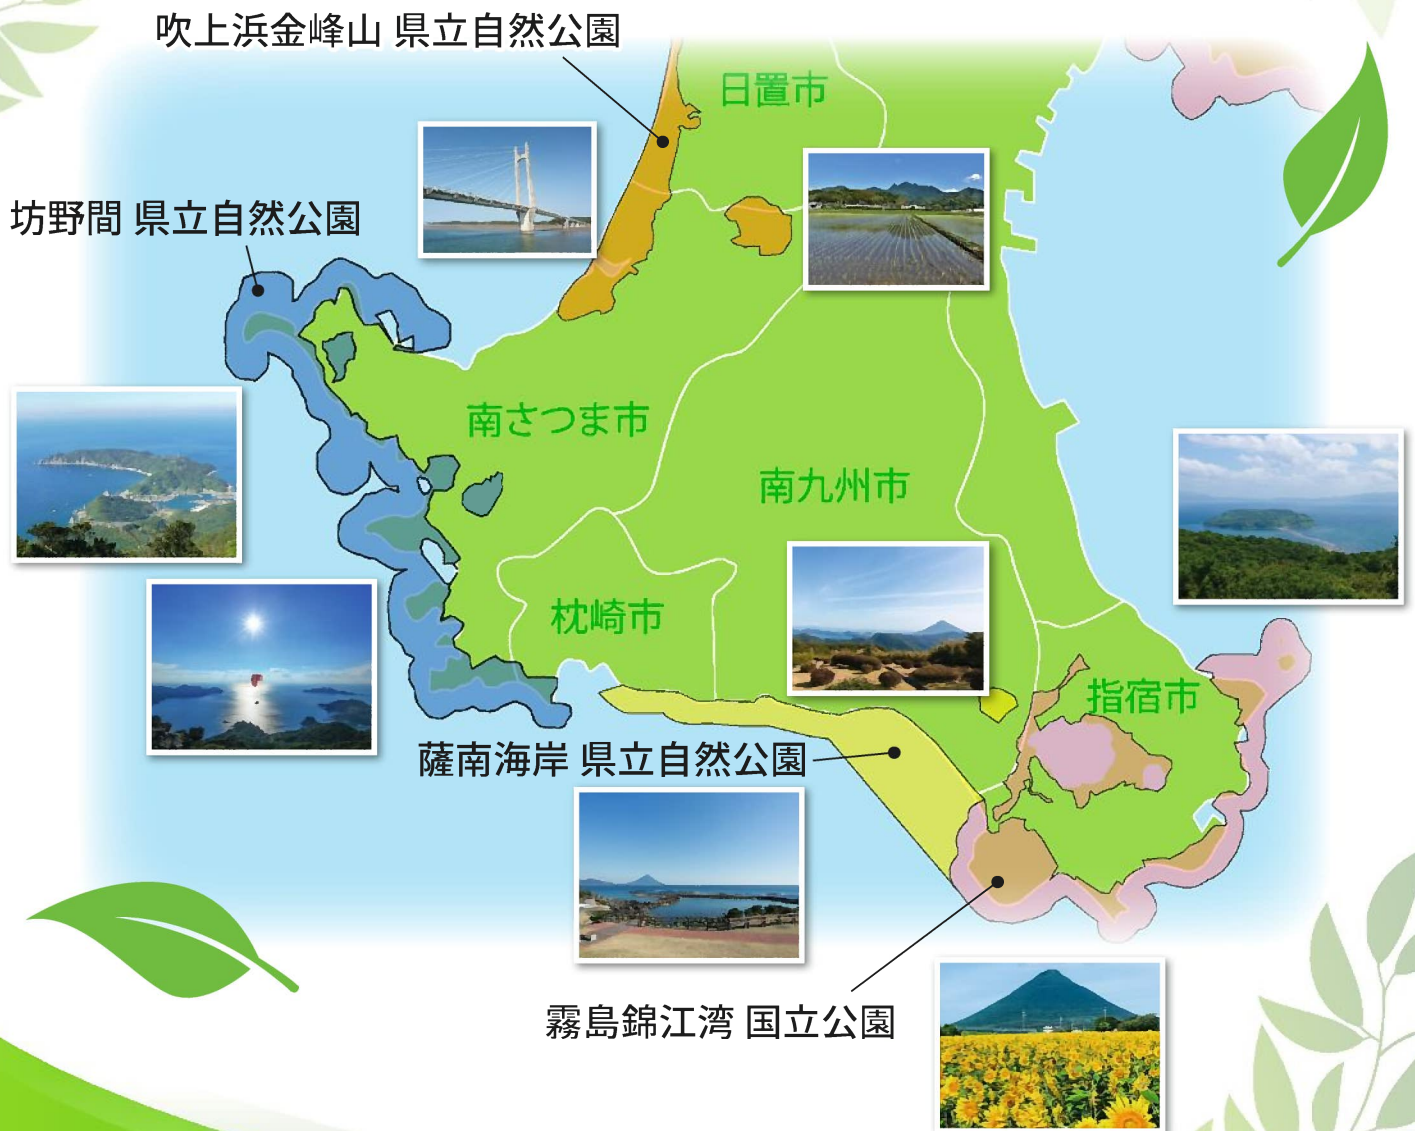 吹上浜金峰山 県立自然公園
日置市
坊野間 県立自然公園
南さつま市
南九州市
枕崎市
指宿市
薩南海岸 県立自然公園
霧島錦江湾 国立公園